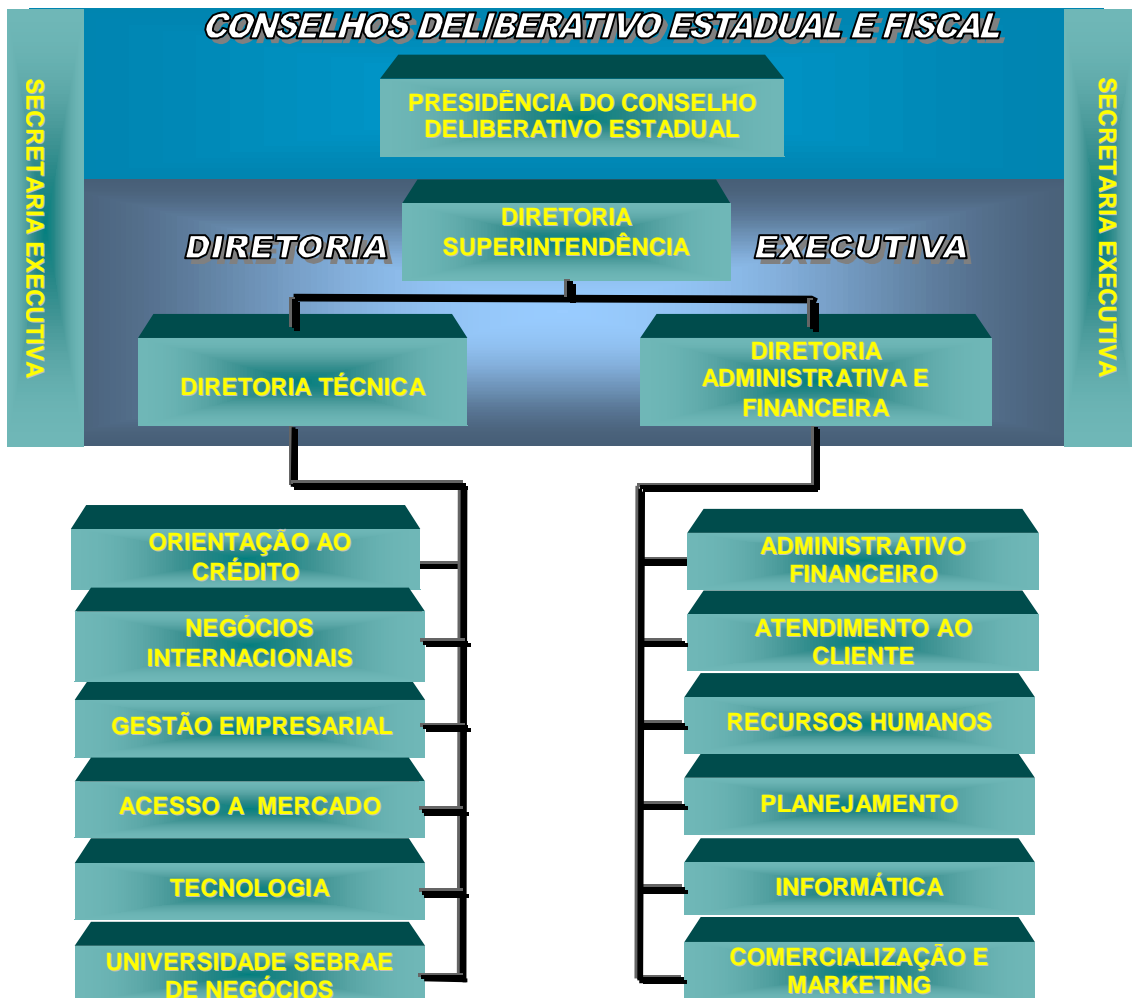 CONSELHOS DELIBERATIVO ESTADUAL E FISCAL
SECRETARIA EXECUTIVA
PRESIDÊNCIA DO CONSELHO
DELIBERATIVO ESTADUAL
SECRETARIA EXECUTIVA
DIRETORIA
SUPERINTENDÊNCIA
DIRETORIA
EXECUTIVA
DIRETORIA TÉCNICA
DIRETORIA
ADMINISTRATIVA E
FINANCEIRA
ORIENTAÇÃO AO
CRÉDITO
NEGÓCIOS
INTERNACIONAIS
GESTÃO EMPRESARIAL
ACESSO A MERCADO
TECNOLOGIA
UNIVERSIDADE SEBRAE
DE NEGÓCIOS
ADMINISTRATIVO
FINANCEIRO
ATENDIMENTO AO
CLIENTE
RECURSOS HUMANOS
PLANEJAMENTO
INFORMÁTICA
COMERCIALIZAÇÃO E
MARKETING